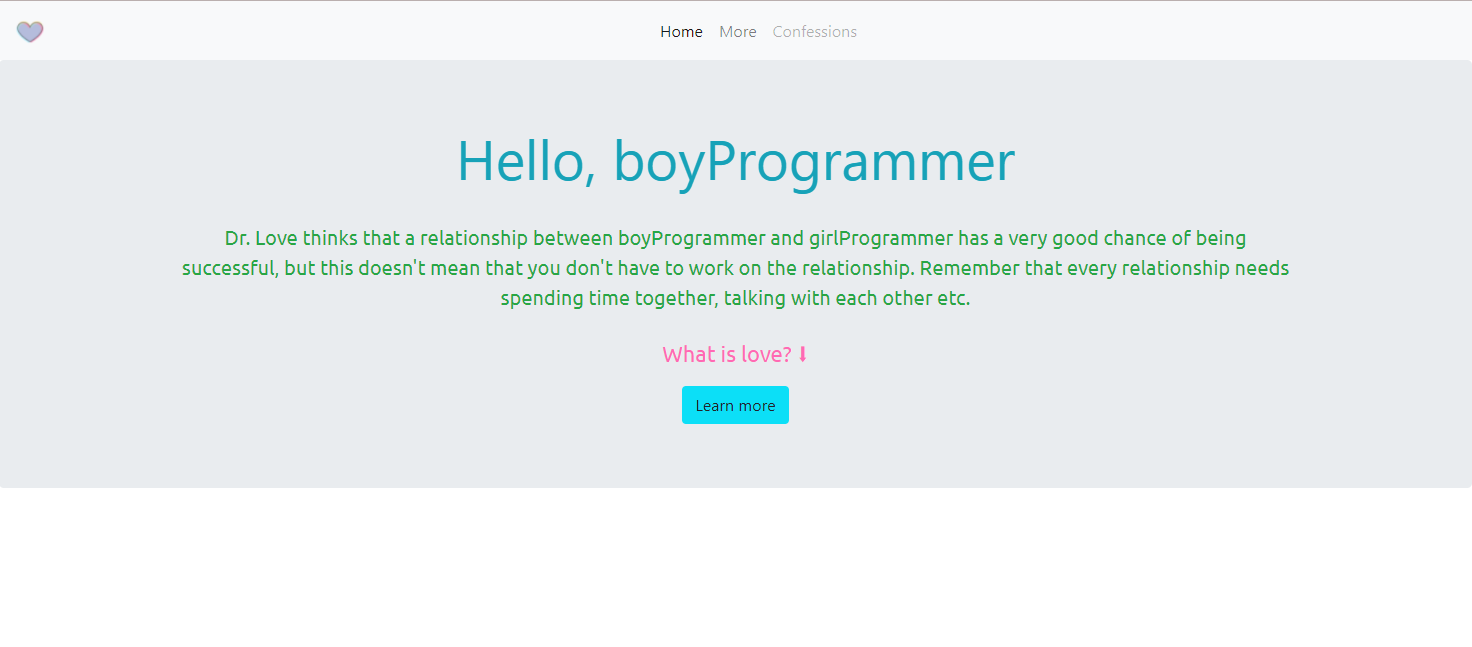 Home More Confessions
Hello, boyProgrammer
Dr. Love thinks that a relationship between boyProgrammer and girlProgrammer has a very good chance of being
successful, but this doesn't mean that you don't have to work on the relationship. Remember that every relationship needs
spending time together, talking with each other etc.
What is love? ⬇
Learn more